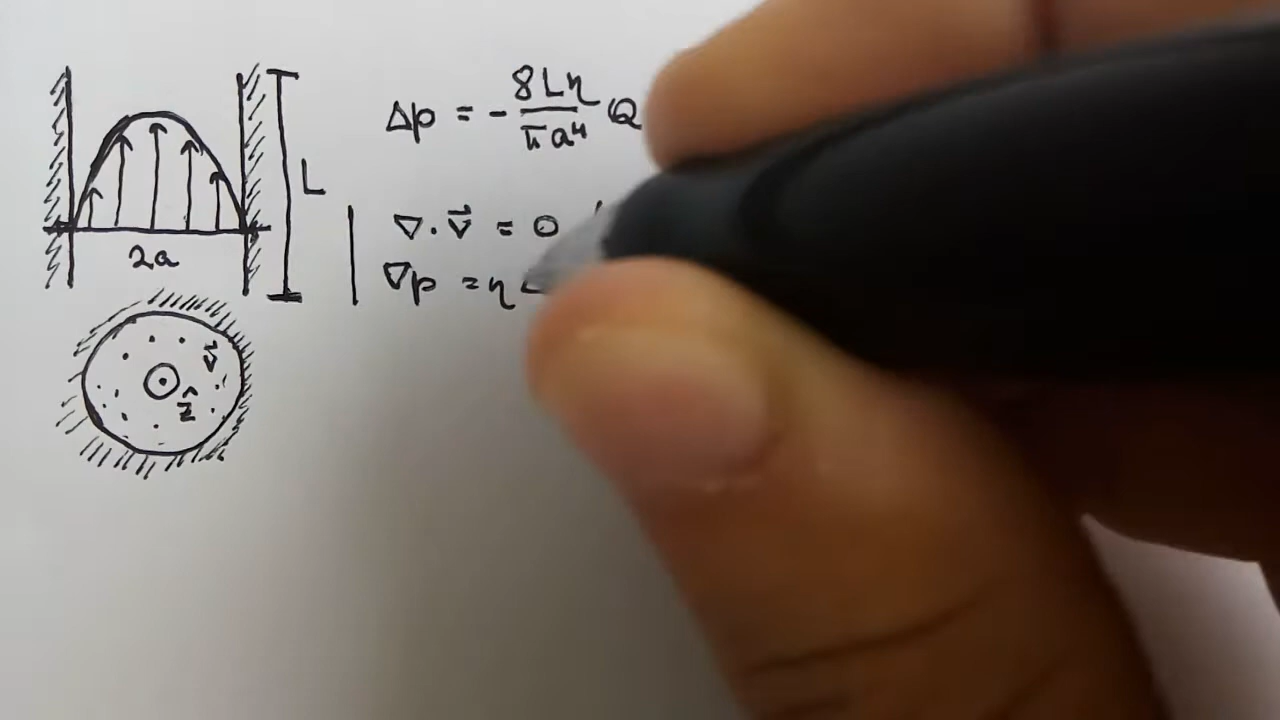 Δp = - 8Lη / πa⁴ Q
L
∇·v⃗ = 0
2a
∇p = η
v⃗
ẑ